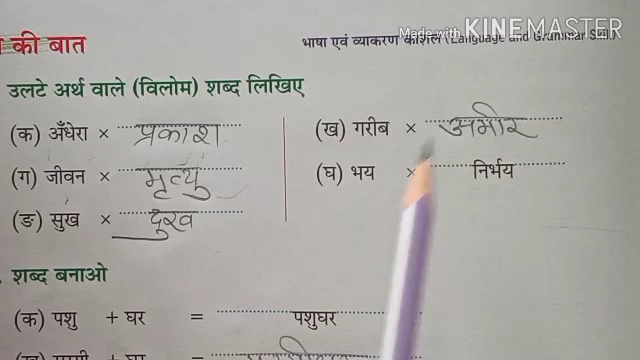 की बात
भाषा एवं व्याकरण कौशल (Language and Grammar Skill)
Made with KINEMASTER
उलटे अर्थ वाले (विलोम) शब्द लिखिए
(क) अँधेरा × प्रकाश (ख) गरीब × अमीर
(ग) जीवन × मृत्यु (घ) भय × निर्भय
(ङ) सुख × दुख
शब्द बनाओ
(क) पशु + घर = पशुघर